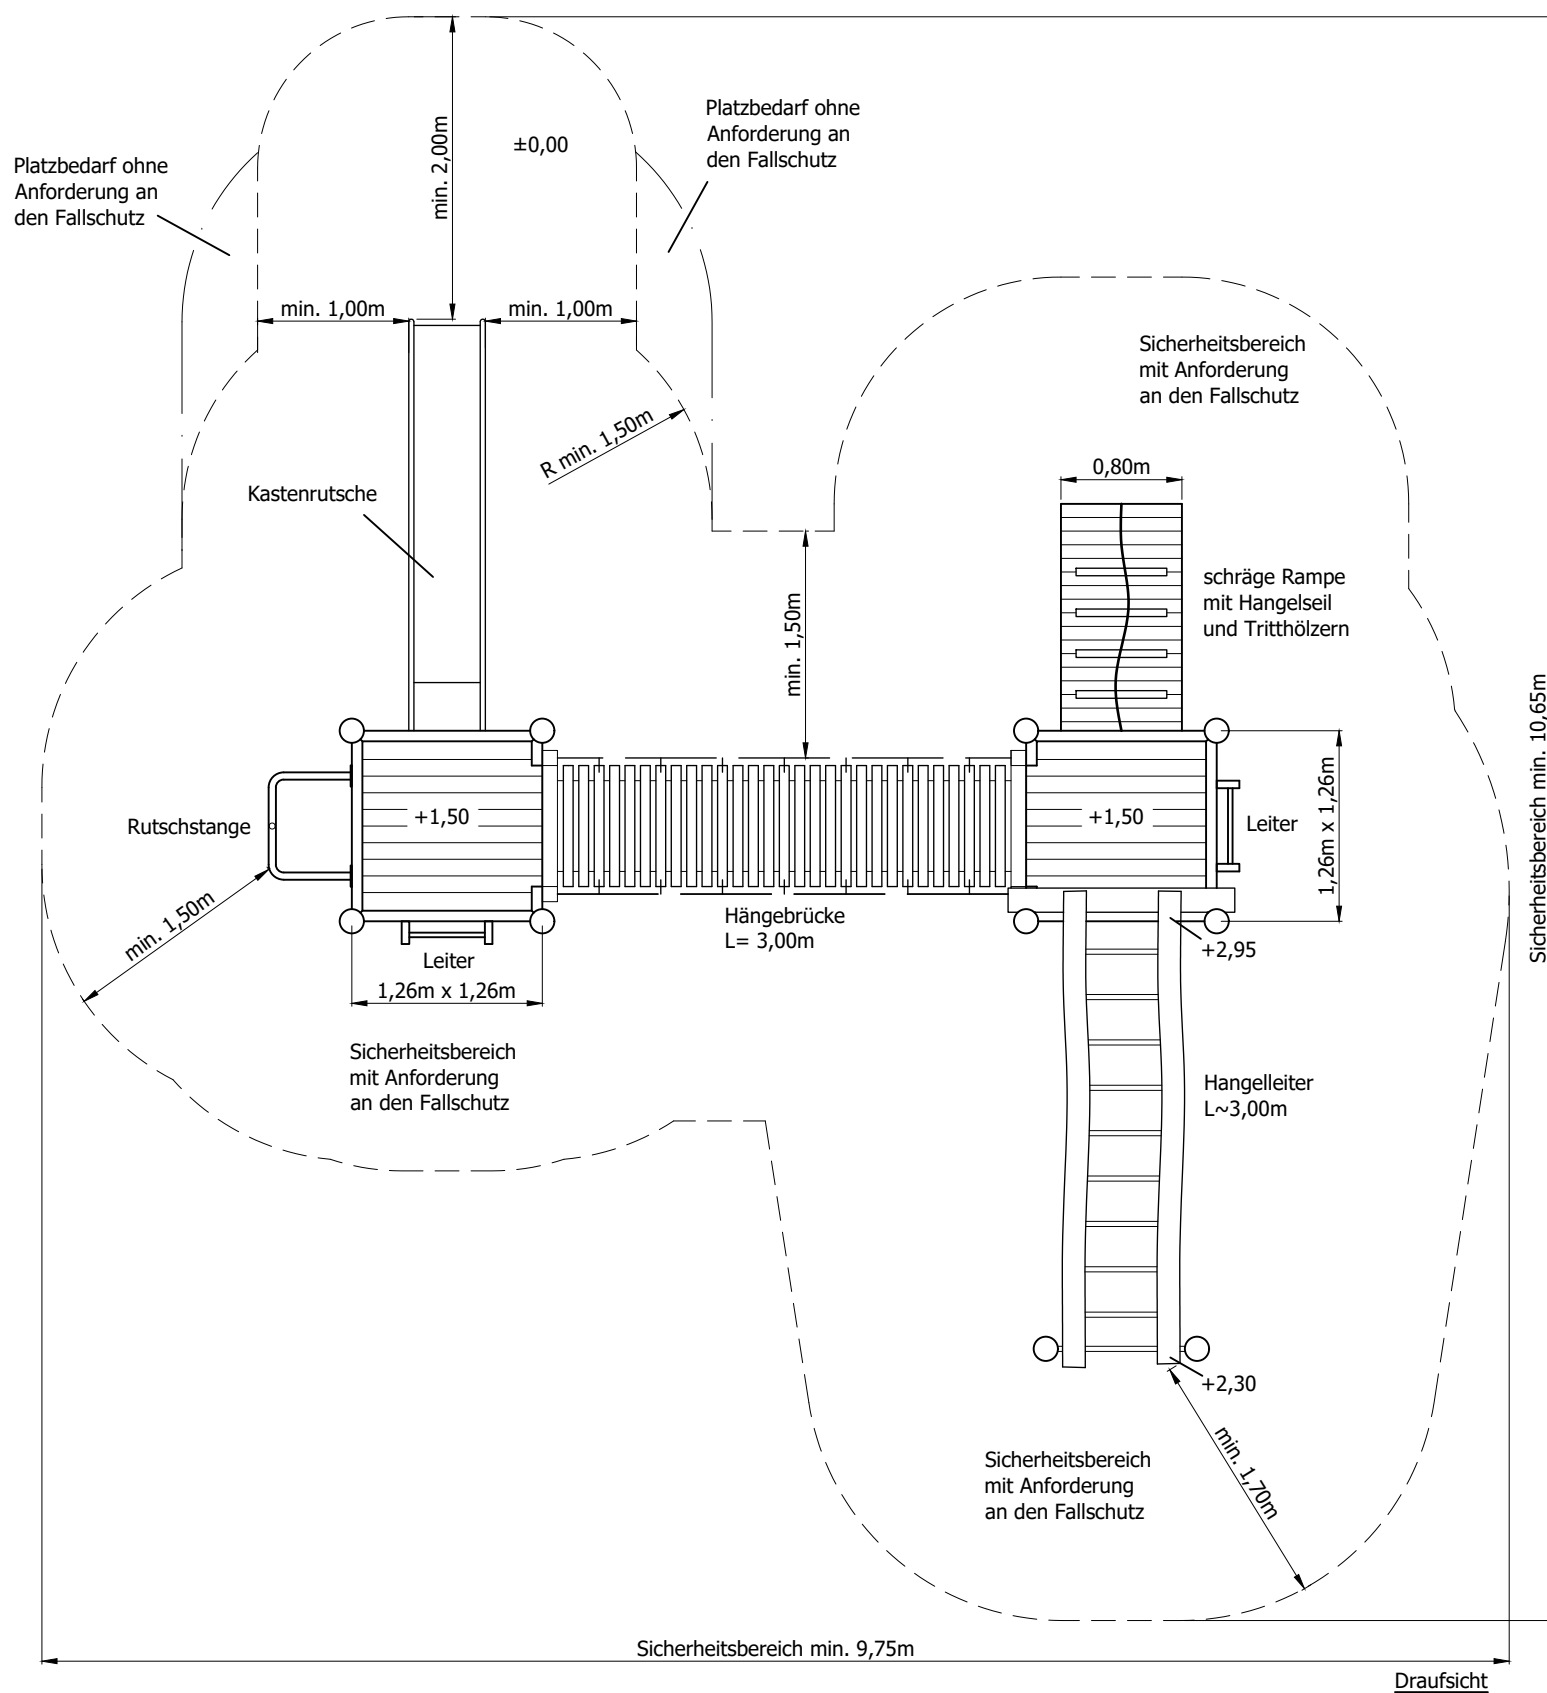 Platzbedarf ohne
Anforderung an
den Fallschutz
min. 2,00m
±0,00
Platzbedarf ohne
Anforderung an
den Fallschutz
min. 1,00m
min. 1,00m
Sicherheitsbereich
mit Anforderung
an den Fallschutz
R min. 1,50m
0,80m
Kastenrutsche
min. 1,50m
schräge Rampe
mit Hangelseil
und Tritthölzern
Sicherheitsbereich min. 10,65m
Rutschstange
+1,50
+1,50
1,26m x 1,26m
Leiter
min. 1,50m
Leiter
1,26m x 1,26m
Hängebrücke
L= 3,00m
+2,95
Sicherheitsbereich
mit Anforderung
an den Fallschutz
Hangelleiter
L~3,00m
+2,30
Sicherheitsbereich
mit Anforderung
an den Fallschutz
min. 1,70m
Sicherheitsbereich min. 9,75m
Draufsicht